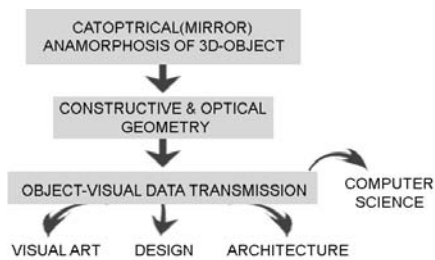 CATOPTRICAL(MIRROR)
ANAMORPHOSIS OF 3D-OBJECT
CONSTRUCTIVE & OPTICAL
GEOMETRY
OBJECT-VISUAL DATA TRANSMISSION
COMPUTER
SCIENCE
VISUAL ART
DESIGN
ARCHITECTURE